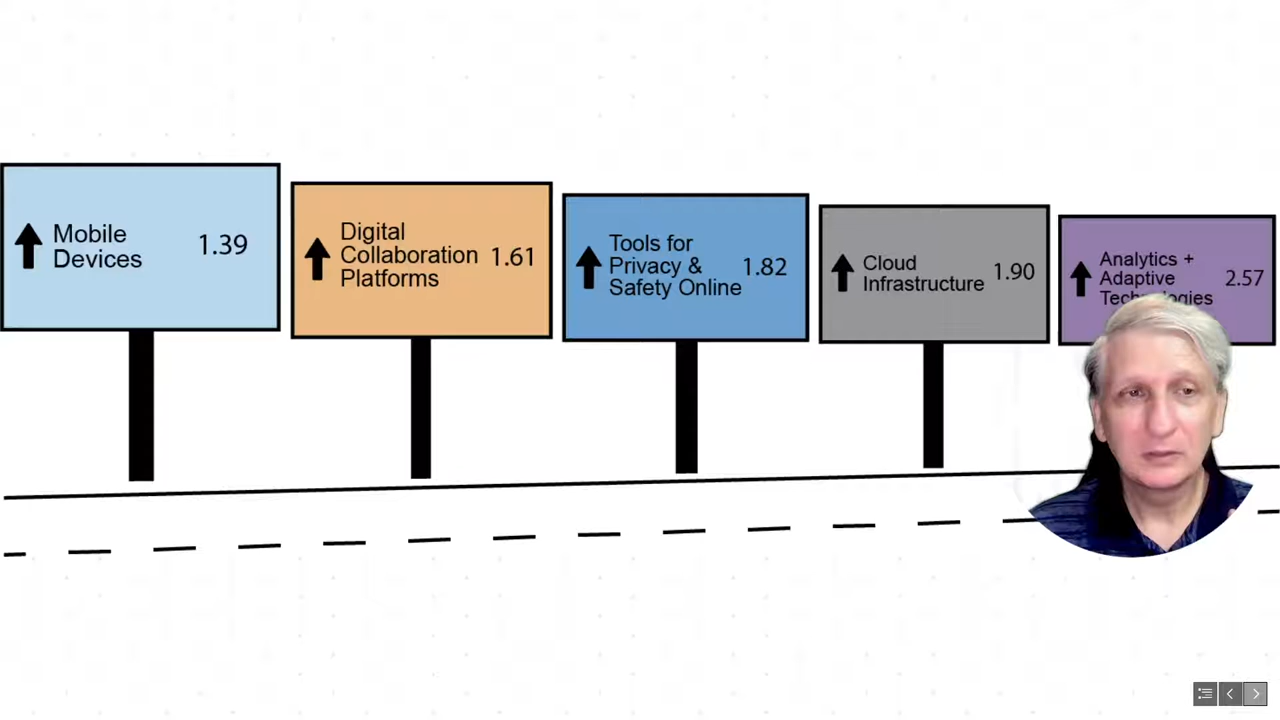 Mobile
Devices
1.39
Digital
Collaboration
Platforms
1.61
Tools for
Privacy &
Safety Online
1.82
Cloud
Infrastructure
1.90
Analytics +
Adaptive
Technologies
2.57